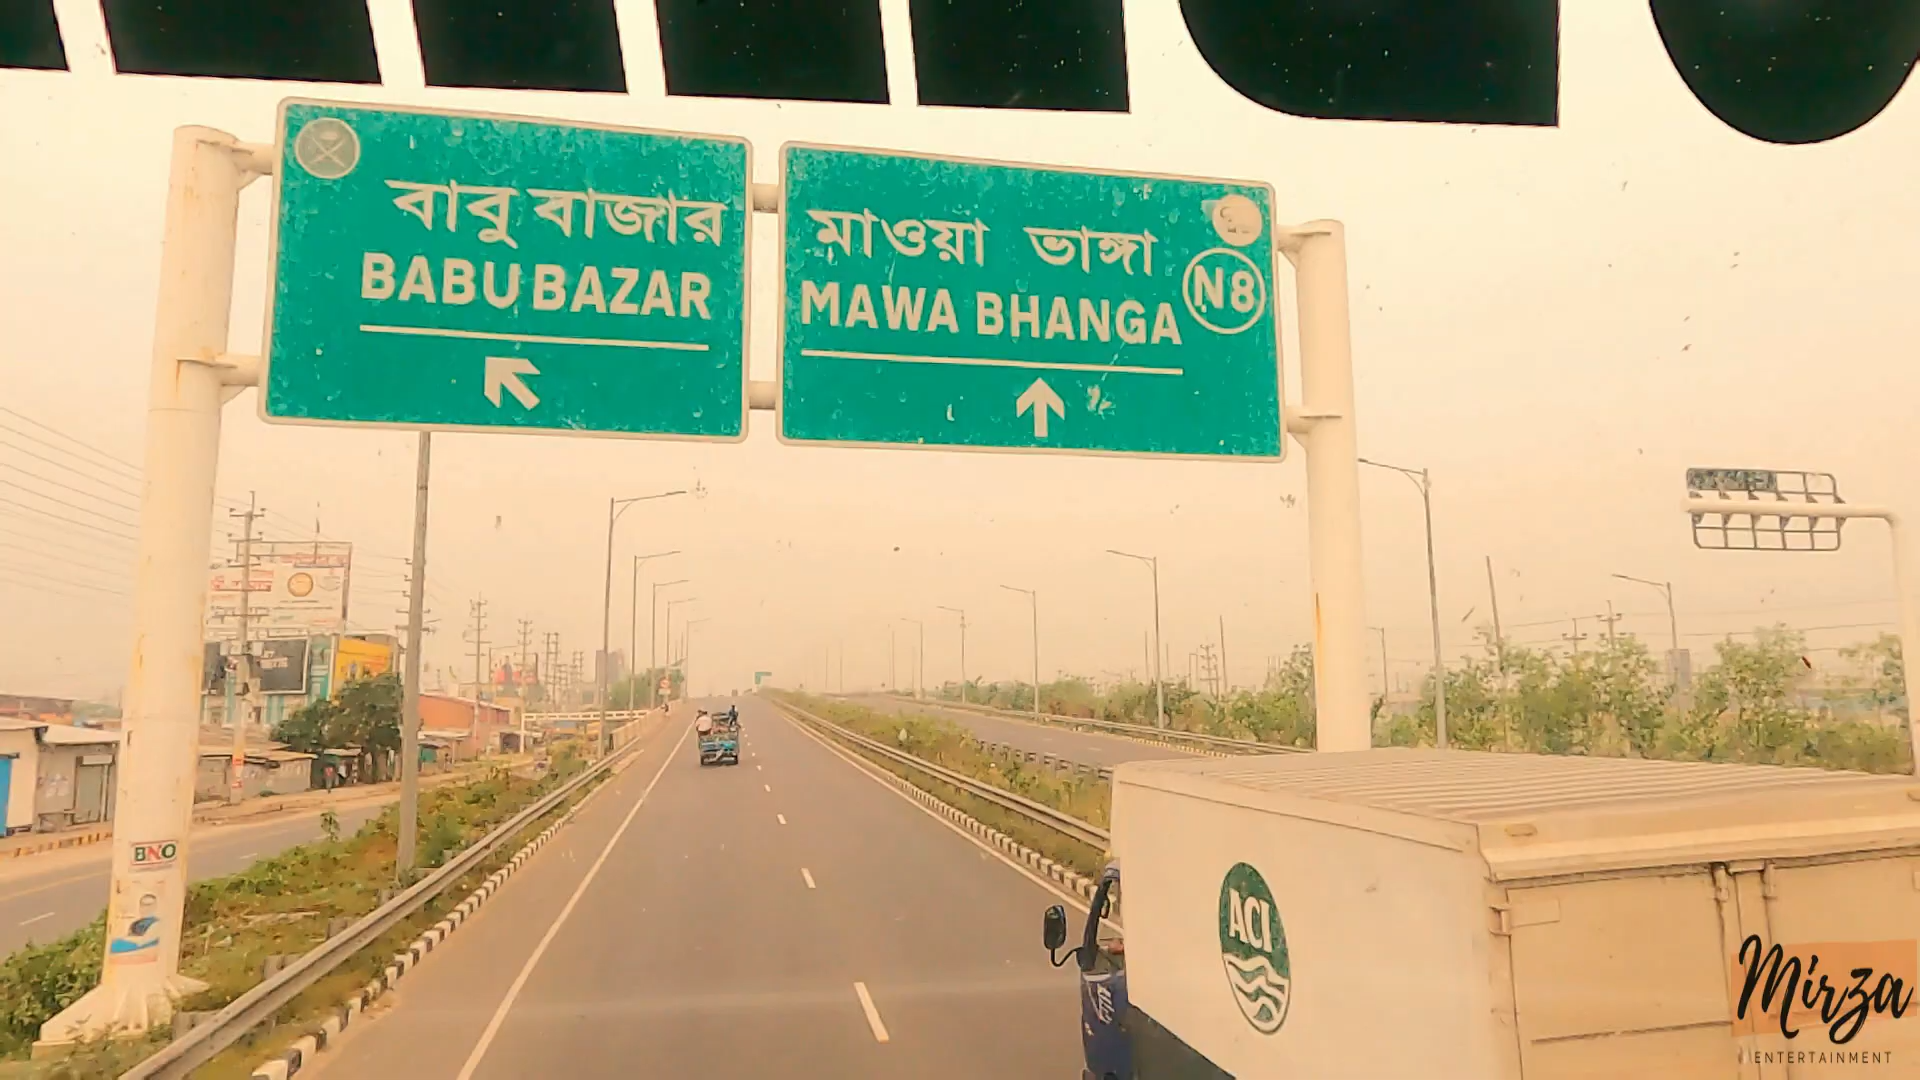 বাবু বাজার
BABU BAZAR
মাওয়া ভাঙ্গা
MAWA BHANGA
N8
BNO
ACI
Mirza
ENTERTAINMENT